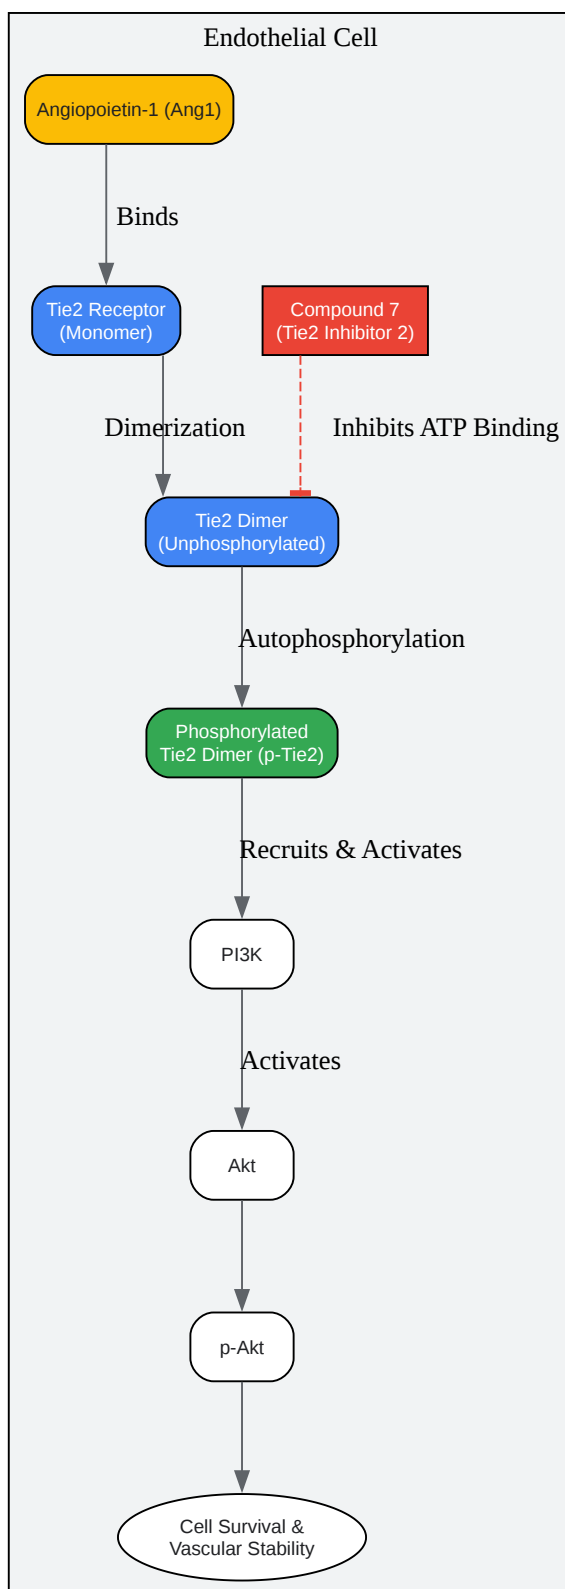 Endothelial Cell
Angiopoietin-1 (Ang1)
Binds
Tie2 Receptor
(Monomer)
Compound 7
(Tie2 Inhibitor 2)
Dimerization
Inhibits ATP Binding
Tie2 Dimer
(Unphosphorylated)
Autophosphorylation
Phosphorylated
Tie2 Dimer (p-Tie2)
Recruits & Activates
PI3K
Activates
Akt
p-Akt
Cell Survival &
Vascular Stability